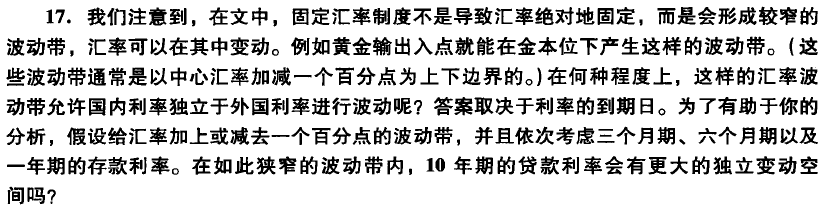 17. 我们注意到，在文中，固定汇率制度不是导致汇率绝对地固定，而是会形成较窄的
波动带，汇率可以在其中变动。例如黄金输出入点就能在金本位下产生这样的波动带。（这
些波动带通常是以中心汇率加减一个百分点为上下边界的。）在何种程度上，这样的汇率波
动带允许国内利率独立于外国利率进行波动呢？答案取决于利率的到期日。为了有助于你的
分析，假设给汇率加上或减去一个百分点的波动带，并且依次考虑三个月期、六个月期以及
一年期的存款利率。在如此狭窄的波动带内，10 年期的贷款利率会有更大的独立变动空
间吗？